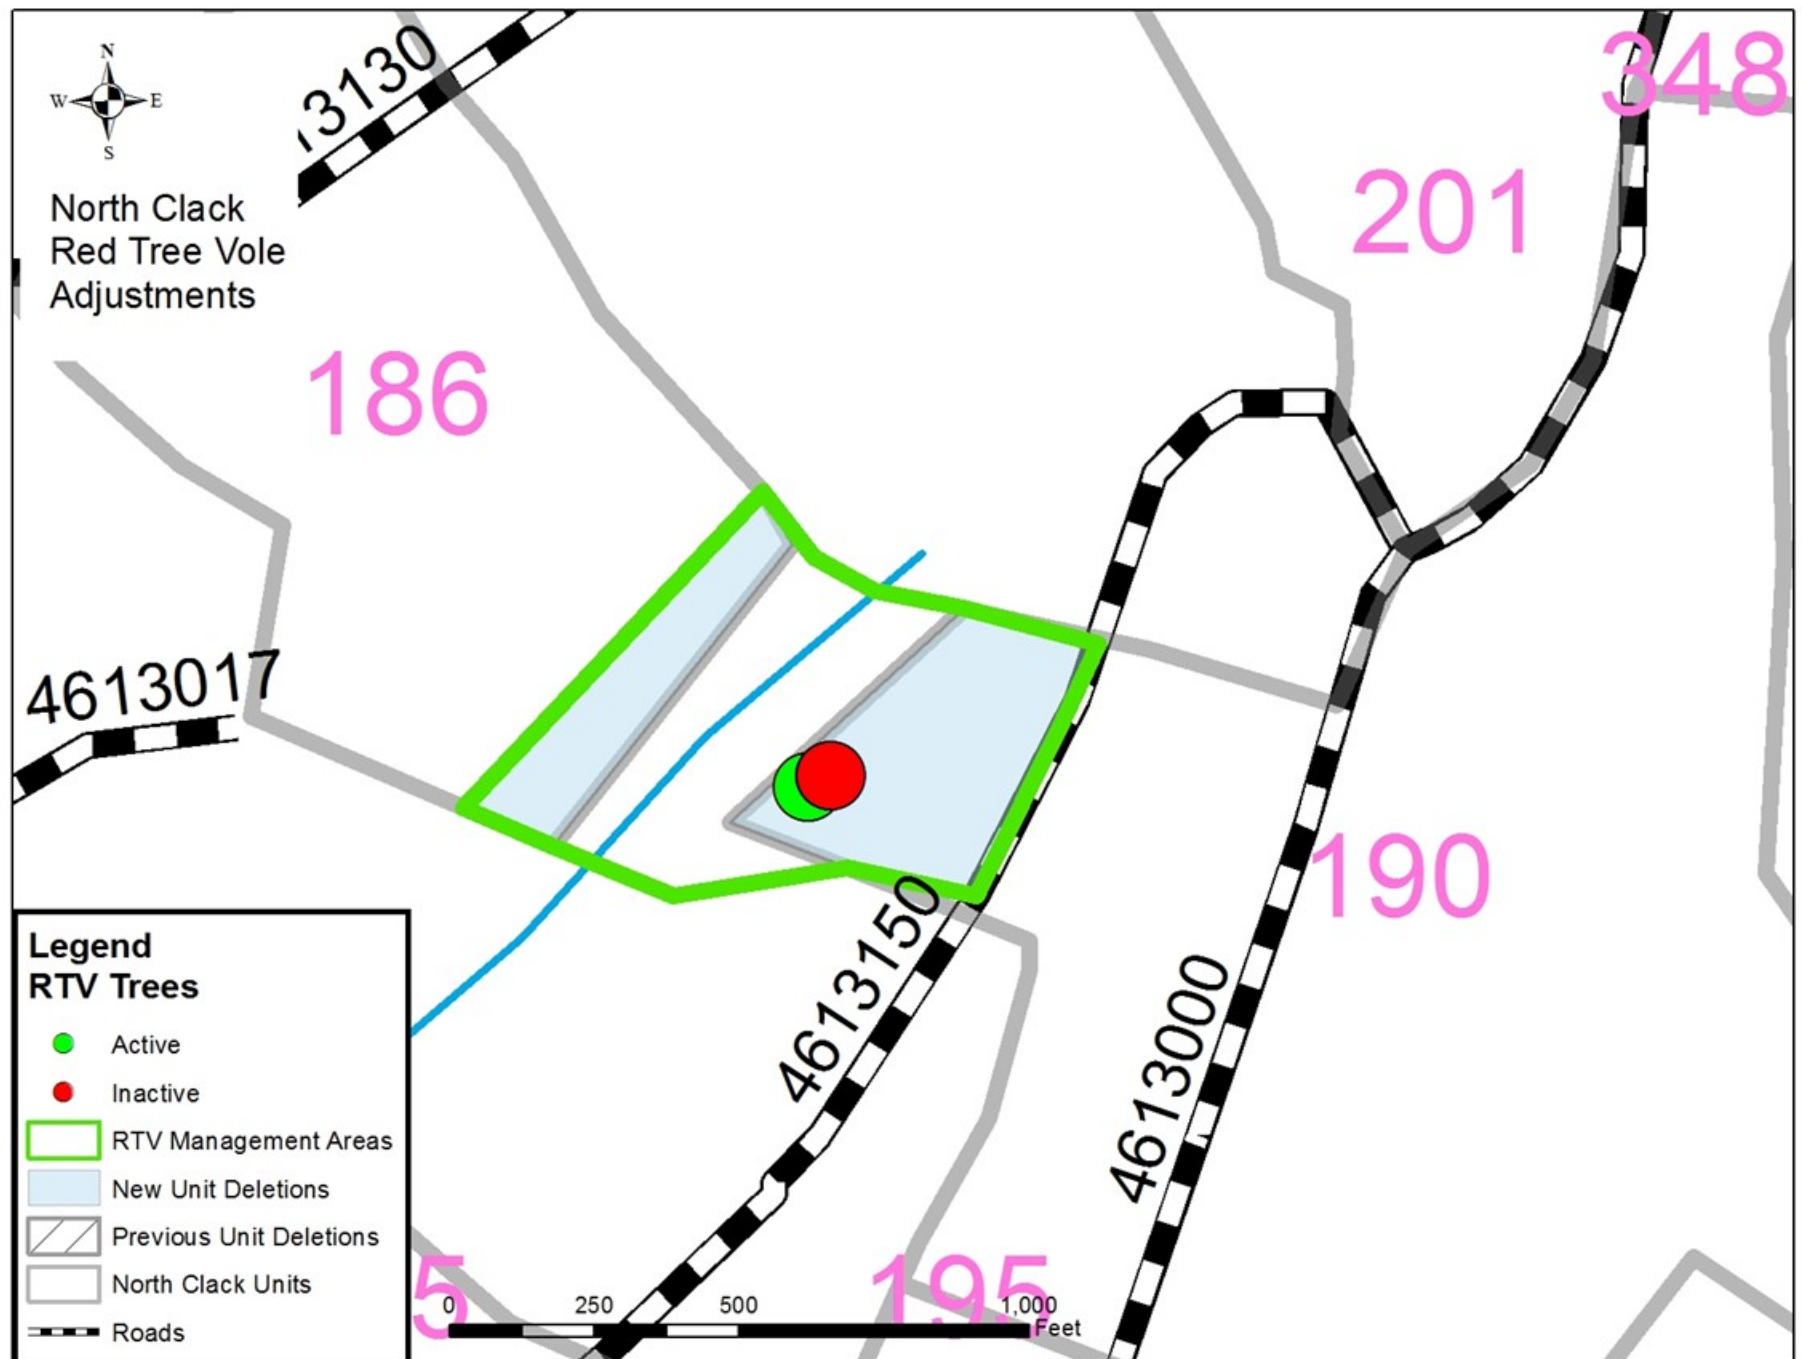 N
W E
S
North Clack
Red Tree Vole
Adjustments
13130
348
201
186
4613017
190
4613150
4613000
5
195
Legend
RTV Trees
Active
Inactive
RTV Management Areas
New Unit Deletions
Previous Unit Deletions
North Clack Units
Roads
0 250 500 1,000
Feet